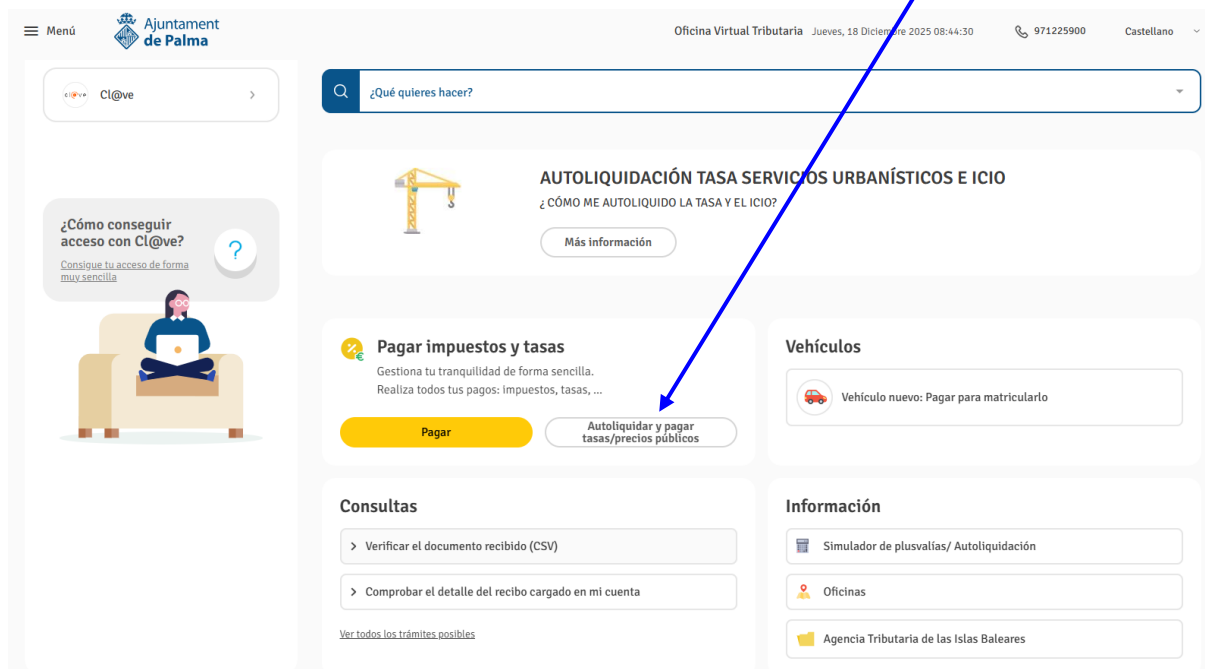 Menú
Ajuntament
de Palma
Oficina Virtual Tributaria Jueves, 18 Diciembre 2025 08:44:30
971225900
Castellano
cl@ve Cl@ve
¿Qué quieres hacer?
AUTOLIQUIDACIÓN TASA SERVICIOS URBANÍSTICOS E ICIO
¿ CÓMO ME AUTOLIQUIDO LA TASA Y EL ICIO?
Más información
¿Cómo conseguir
acceso con Cl@ve?
Consigue tu acceso de forma
muy sencilla
?
Pagar impuestos y tasas
Gestiona tu tranquilidad de forma sencilla.
Realiza todos tus pagos: impuestos, tasas, ...
Pagar
Autoliquidar y pagar
tasas/precios públicos
Vehículos
Vehículo nuevo: Pagar para matricularlo
Consultas
Verificar el documento recibido (CSV)
Comprobar el detalle del recibo cargado en mi cuenta
Ver todos los trámites posibles
Información
Simulador de plusvalías/ Autoliquidación
Oficinas
Agencia Tributaria de las Islas Baleares